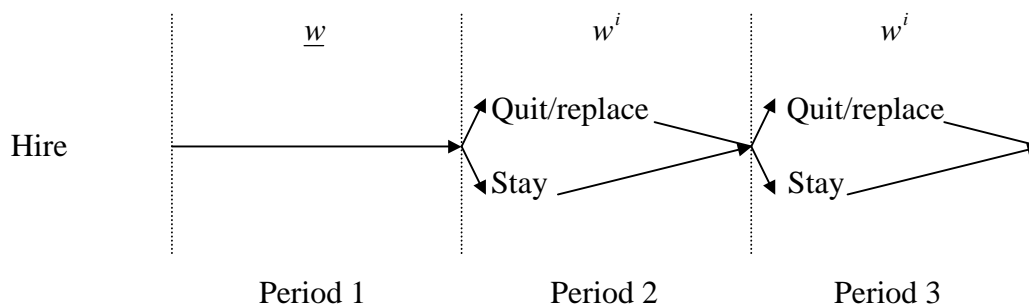 w w^i w^i
Quit/replace Quit/replace
Hire
Stay Stay
Period 1 Period 2 Period 3